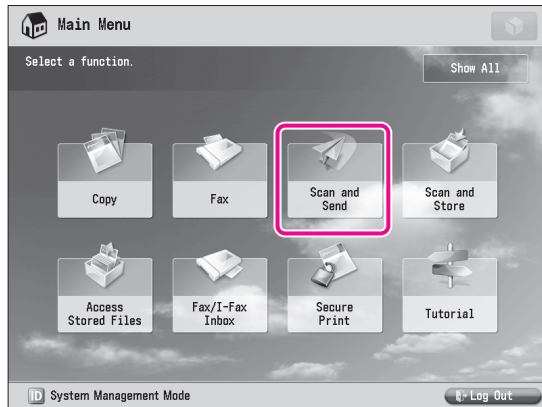 Main Menu
Select a function.
Show All
Copy
Fax
Scan and
Send
Scan and
Store
Access
Stored Files
Fax/I-Fax
Inbox
Secure
Print
Tutorial
ID System Management Mode
Log Out